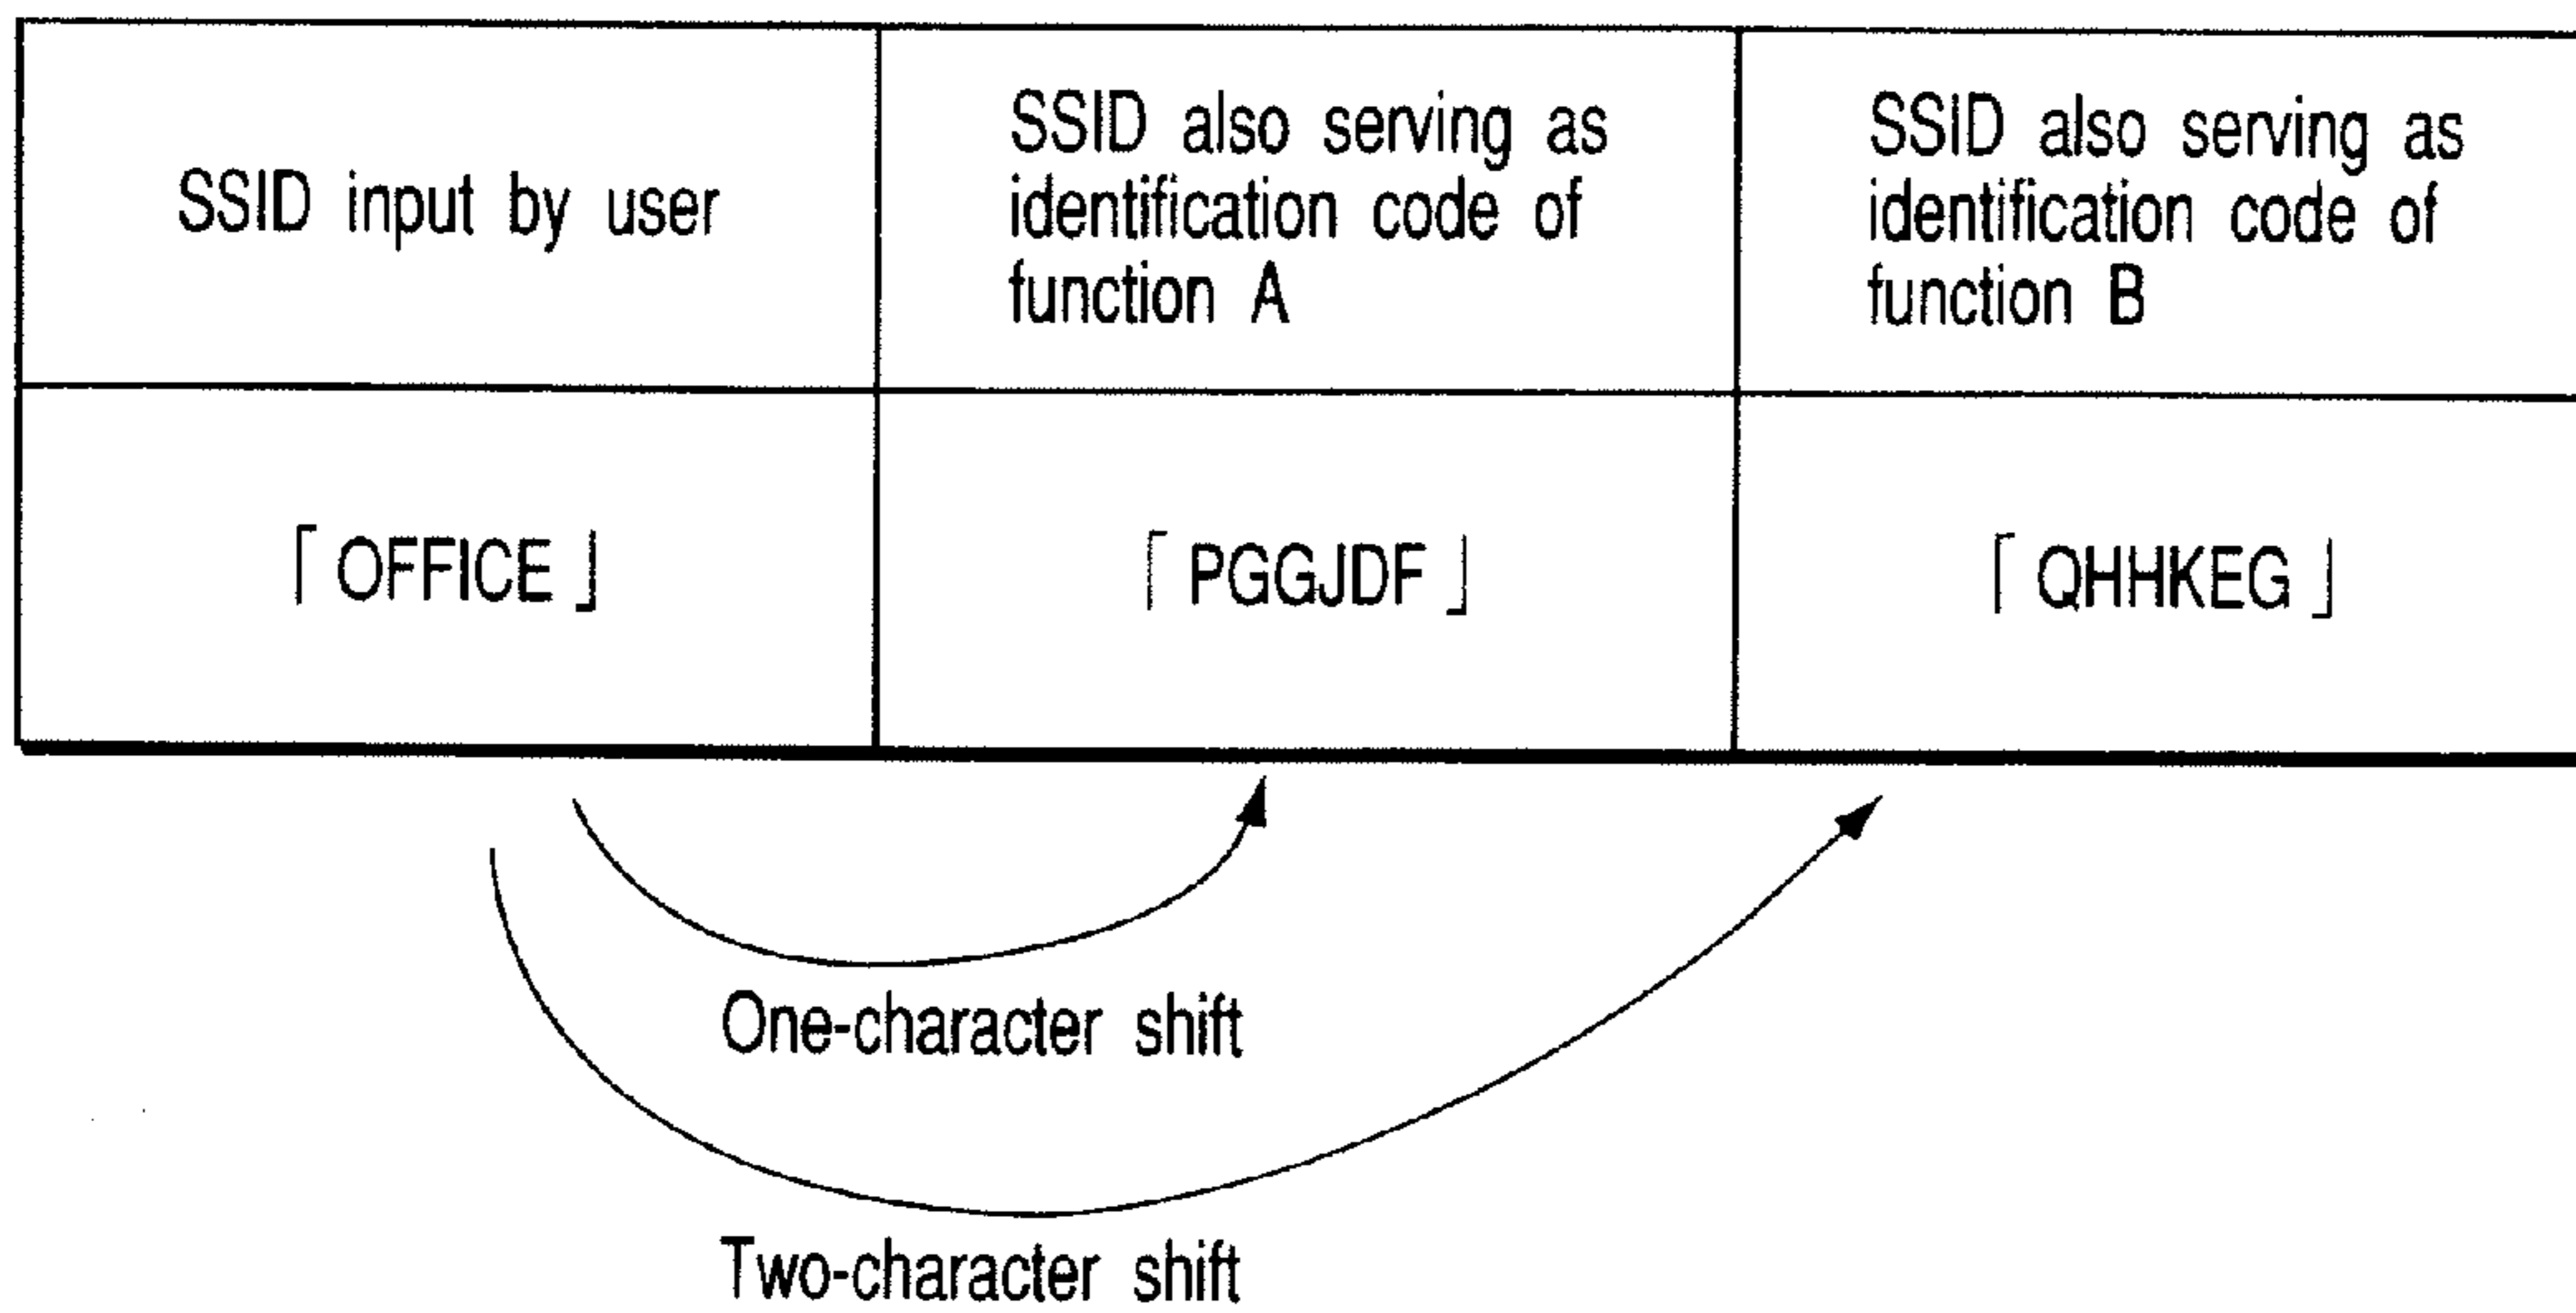 SSID input by user
SSID also serving as
identification code of
function A
SSID also serving as
identification code of
function B
「OFFICE」
「PGGJDF」
「QHHKEG」
One-character shift
Two-character shift